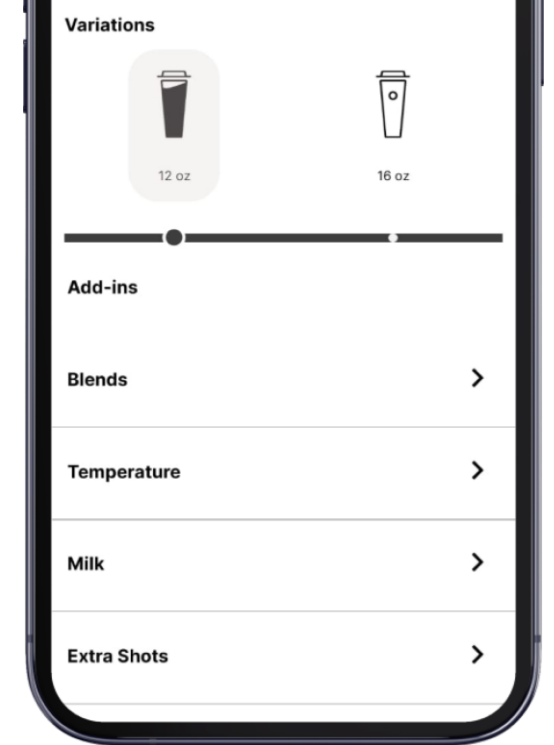 Variations
12 oz
16 oz
Add-ins
Blends
Temperature
Milk
Extra Shots